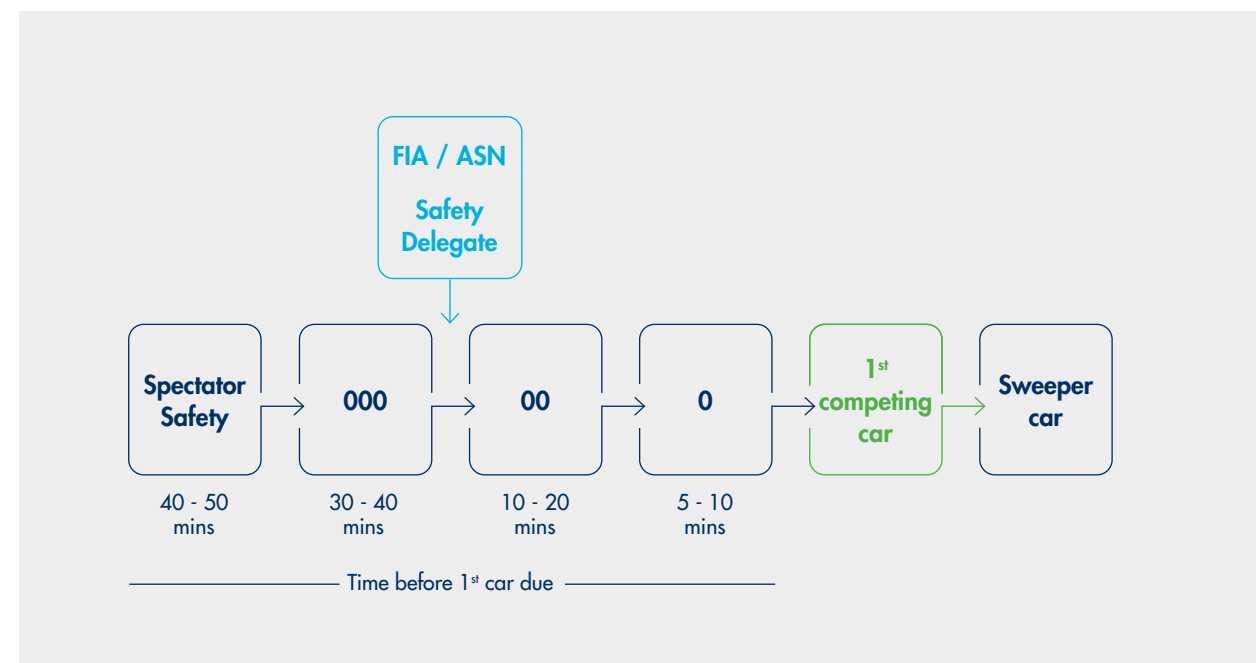 FIA / ASN
Safety
Delegate
Spectator
Safety
000
00
0
1st
competing
car
Sweeper
car
40 - 50
mins
30 - 40
mins
10 - 20
mins
5 - 10
mins
Time before 1st car due